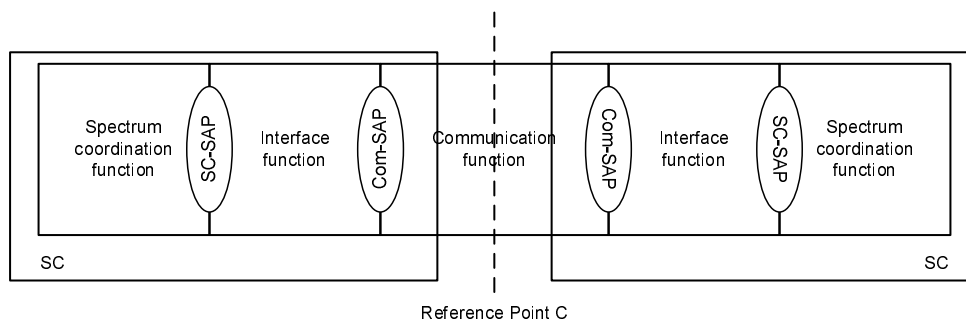 Spectrum
coordination
function
SC-SAP
Interface
function
Com-SAP
Communication
function
Com-SAP
Interface
function
SC-SAP
Spectrum
coordination
function
SC
SC
Reference Point C